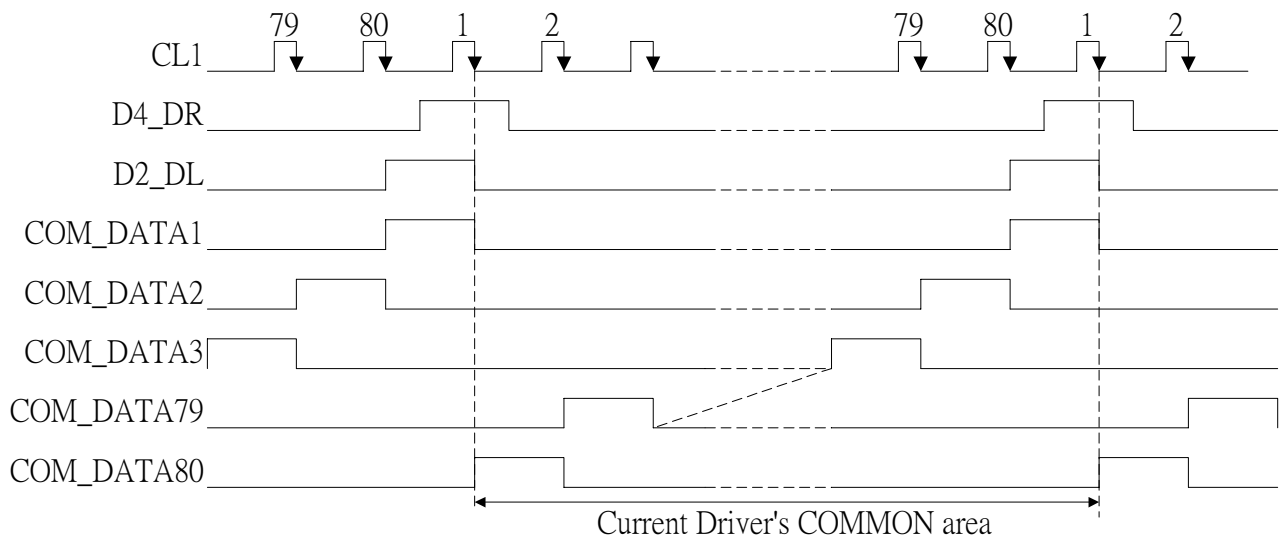 79 80 1 2 79 80 1 2
CL1
D4_DR
D2_DL
COM_DATA1
COM_DATA2
COM_DATA3
COM_DATA79
COM_DATA80
Current Driver's COMMON area